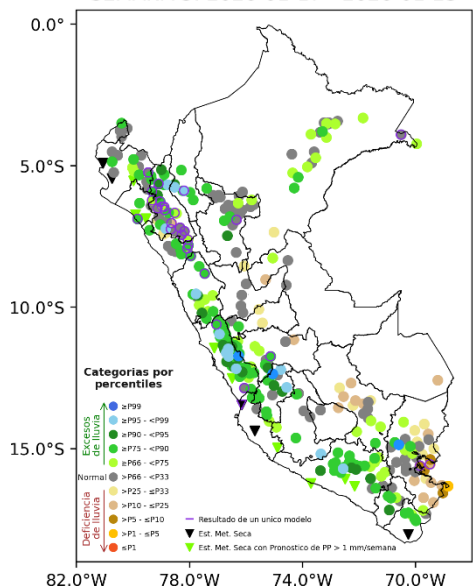 0.0°
5.0°S
10.0°S
15.0°S
82.0°W
78.0°W
74.0°W
70.0°W
Categorias por
percentiles
Excesos
de lluvia
Normal
Deficiencia
de lluvia
≥P99
≥P95 - <P99
≥P90 - <P95
≥P75 - <P90
≥P66 - <P75
>P66 - <P33
>P25 - ≤P33
>P10 - ≤P25
>P5 - ≤P10
>P1 - ≤P5
≤P1
Resultado de un unico modelo
Est. Met. Seca
Est. Met. Seca con Pronostico de PP > 1 mm/semana